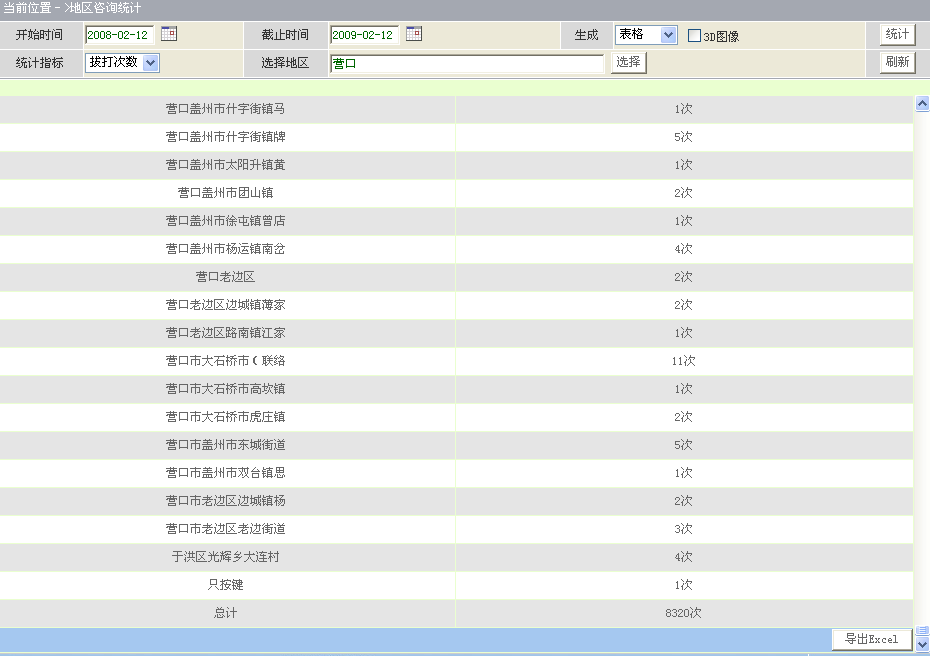 当前位置－>地区咨询统计
开始时间 2008-02-12 截止时间 2009-02-12 生成 表格 3D图像 统计
统计指标 拨打次数 选择地区 营口 选择 刷新
营口盖州市什字街镇马 1次
营口盖州市什字街镇牌 5次
营口盖州市太阳升镇黄 1次
营口盖州市团山镇 2次
营口盖州市徐屯镇曾店 1次
营口盖州市杨运镇南岔 4次
营口老边区 2次
营口老边区边城镇薄家 2次
营口老边区路南镇江家 1次
营口市大石桥市（联络 11次
营口市大石桥市高坎镇 1次
营口市大石桥市虎庄镇 2次
营口市盖州市东城街道 5次
营口市盖州市双台镇思 1次
营口市老边区边城镇杨 2次
营口市老边区老边街道 3次
于洪区光辉乡大连村 4次
只按键 1次
总计 8320次
导出Excel